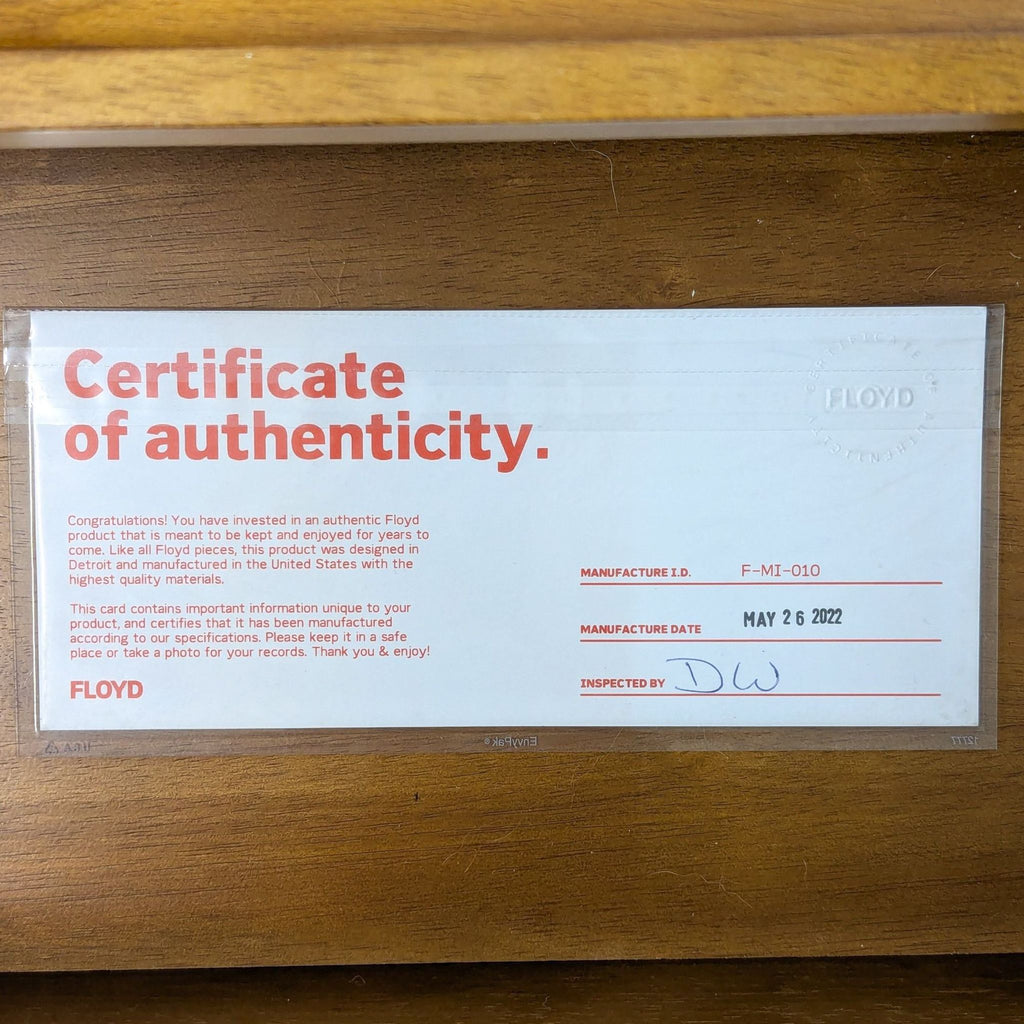 Certificate
of authenticity.
CERTIFICATE OF AUTHENTICITY
FLOYD
Congratulations! You have invested in an authentic Floyd
product that is meant to be kept and enjoyed for years to
come. Like all Floyd pieces, this product was designed in
Detroit and manufactured in the United States with the
highest quality materials.
This card contains important information unique to your
product, and certifies that it has been manufactured
according to our specifications. Please keep it in a safe
place or take a photo for your records. Thank you & enjoy!
FLOYD
MANUFACTURE I.D. F-MI-010
MANUFACTURE DATE MAY 26 2022
INSPECTED BY DW
EnvyPak®
12777